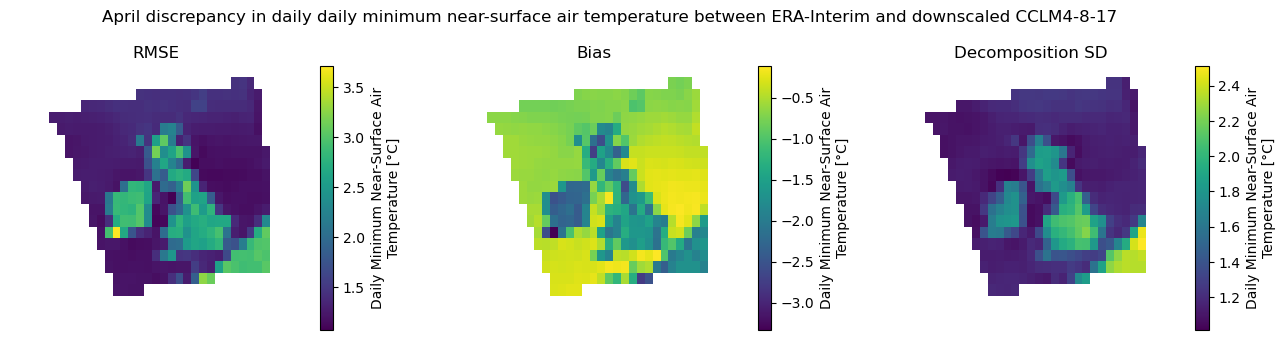 April discrepancy in daily daily minimum near-surface air temperature between ERA-Interim and downscaled CCLM4-8-17
RMSE
3.5
3.0
2.5
2.0
1.5
Daily Minimum Near-Surface Air
Temperature [°C]
Bias
−0.5
−1.0
−1.5
−2.0
−2.5
−3.0
Daily Minimum Near-Surface Air
Temperature [°C]
Decomposition SD
2.4
2.2
2.0
1.8
1.6
1.4
1.2
Daily Minimum Near-Surface Air
Temperature [°C]